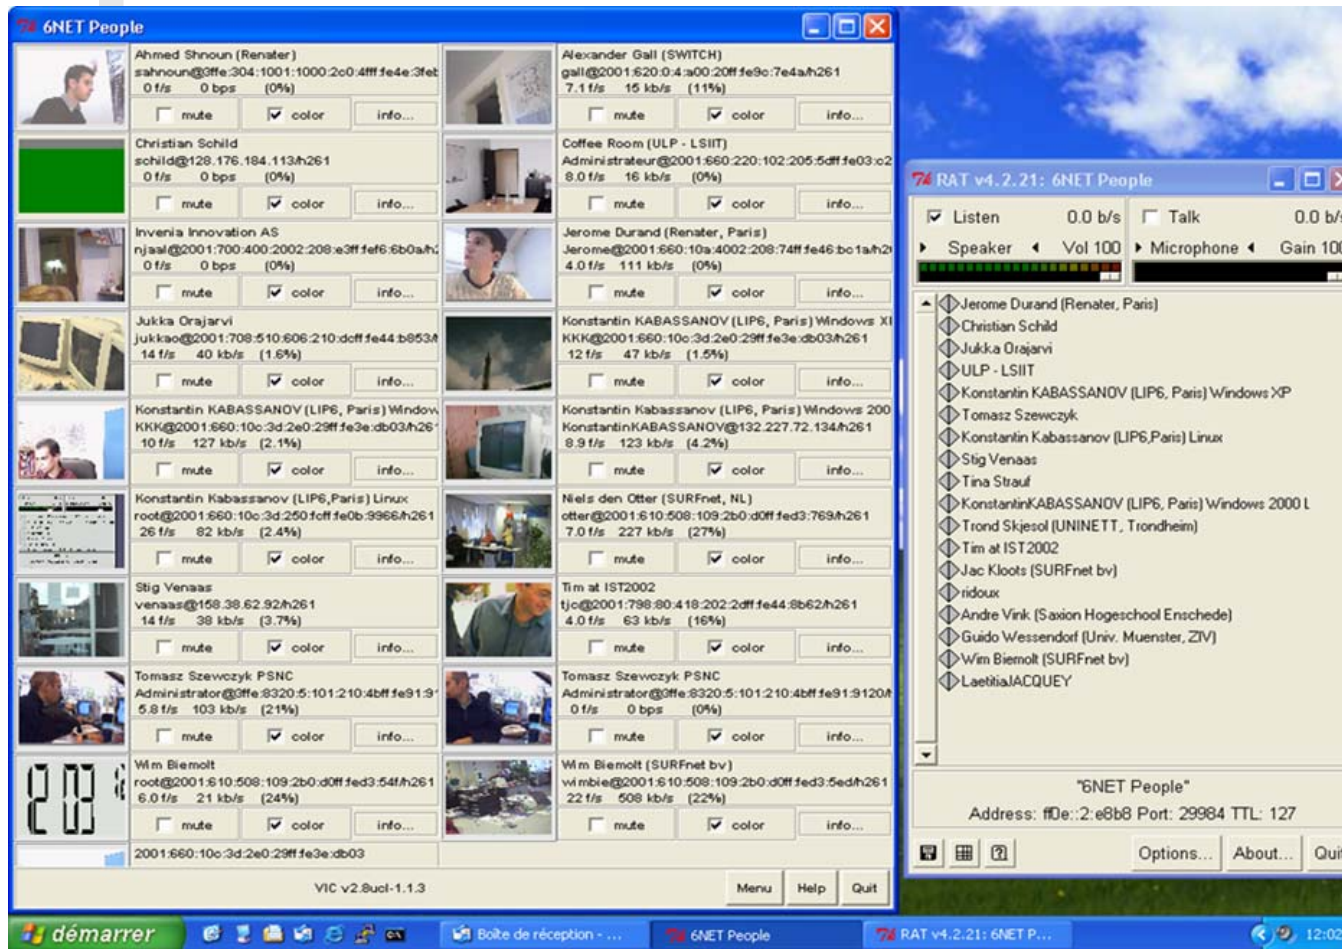 6NET People
Ahmed Shnoun (Renater)
sahnoun@3ffe:304:1001:1000:2c0:4fff:fe4e:3feb
0 f/s 0 bps (0%)
mute color info...
Alexander Gall (SWITCH)
gall@2001:620:0:4:a00:20ff:fe9c:7e4a/h261
7.1 f/s 15 kb/s (11%)
mute color info...
Christian Schild
schild@128.176.184.113/h261
0 f/s 0 bps (0%)
mute color info...
Coffee Room (ULP - LSIIT)
Administrateur@2001:660:220:102:205:5dff:fe03:c2
8.0 f/s 16 kb/s (0%)
mute color info...
Invenia Innovation AS
njaal@2001:700:400:2002:208:e3ff:fef6:6b0a/h2
0 f/s 0 bps (0%)
mute color info...
Jerome Durand (Renater, Paris)
Jerome@2001:660:10a:4002:208:74ff:fe46:bc1a/h2
4.0 f/s 111 kb/s (0%)
mute color info...
Jukka Orajarvi
jukkao@2001:708:510:606:210:dcff:fe44:b853/
14 f/s 40 kb/s (1.6%)
mute color info...
Konstantin KABASSANOV (LIP6, Paris) Windows XI
KKK@2001:660:10c:3d:2e0:29ff:fe3e:db03/h261
12 f/s 47 kb/s (1.5%)
mute color info...
Konstantin KABASSANOV (LIP6, Paris) Window
KKK@2001:660:10c:3d:2e0:29ff:fe3e:db03/h26
10 f/s 127 kb/s (2.1%)
mute color info...
Konstantin Kabassanov (LIP6, Paris) Windows 200
KonstantinKABASSANOV@132.227.72.134/h261
8.9 f/s 123 kb/s (4.2%)
mute color info...
Konstantin Kabassanov (LIP6,Paris) Linux
root@2001:660:10c:3d:250:fcff:fe0b:9966/h261
26 f/s 82 kb/s (2.4%)
mute color info...
Niels den Otter (SURFnet, NL)
otter@2001:610:508:109:2b0:d0ff:fed3:769/h261
7.0 f/s 227 kb/s (27%)
mute color info...
Stig Venaas
venaas@158.38.62.92/h261
14 f/s 38 kb/s (3.7%)
mute color info...
Tim at IST2002
tjc@2001:798:80:418:202:2dff:fe44:8b62/h261
4.0 f/s 63 kb/s (16%)
mute color info...
Tomasz Szewczyk PSNC
Administrator@3ffe:8320:5:101:210:4bff:fe91:9
5.8 f/s 103 kb/s (21%)
mute color info...
Tomasz Szewczyk PSNC
Administrator@3ffe:8320:5:101:210:4bff:fe91:9120/
0 f/s 0 bps (0%)
mute color info...
Wim Biemolt
root@2001:610:508:109:2b0:d0ff:fed3:54f/h261
6.0 f/s 21 kb/s (24%)
mute color info...
Wim Biemolt (SURFnet bv)
wimbie@2001:610:508:109:2b0:d0ff:fed3:5ed/h261
22 f/s 508 kb/s (22%)
mute color info...
2001:660:10c:3d:2e0:29ff:fe3e:db03
VIC v2.8ucl-1.1.3
Menu Help Quit
RAT v4.2.21: 6NET People
Listen 0.0 b/s Talk 0.0 b/s
Speaker Vol 100 Microphone Gain 100
Jerome Durand (Renater, Paris)
Christian Schild
Jukka Orajarvi
ULP - LSIIT
Konstantin KABASSANOV (LIP6, Paris) Windows XP
Tomasz Szewczyk
Konstantin Kabassanov (LIP6,Paris) Linux
Stig Venaas
Tina Strauf
KonstantinKABASSANOV (LIP6, Paris) Windows 2000 L
Trond Skjesol (UNINETT, Trondheim)
Tim at IST2002
Jac Kloots (SURFnet bv)
ridoux
Andre Vink (Saxion Hogeschool Enschede)
Guido Wessendorf (Univ. Muenster, ZIV)
Wim Biemolt (SURFnet bv)
LaetitiaJACQUEY
"6NET People"
Address: ff0e::2:e8b8 Port: 29984 TTL: 127
Options... About... Quit
démarrer
Boîte de réception - ...
6NET People
RAT v4.2.21: 6NET P...
12:02